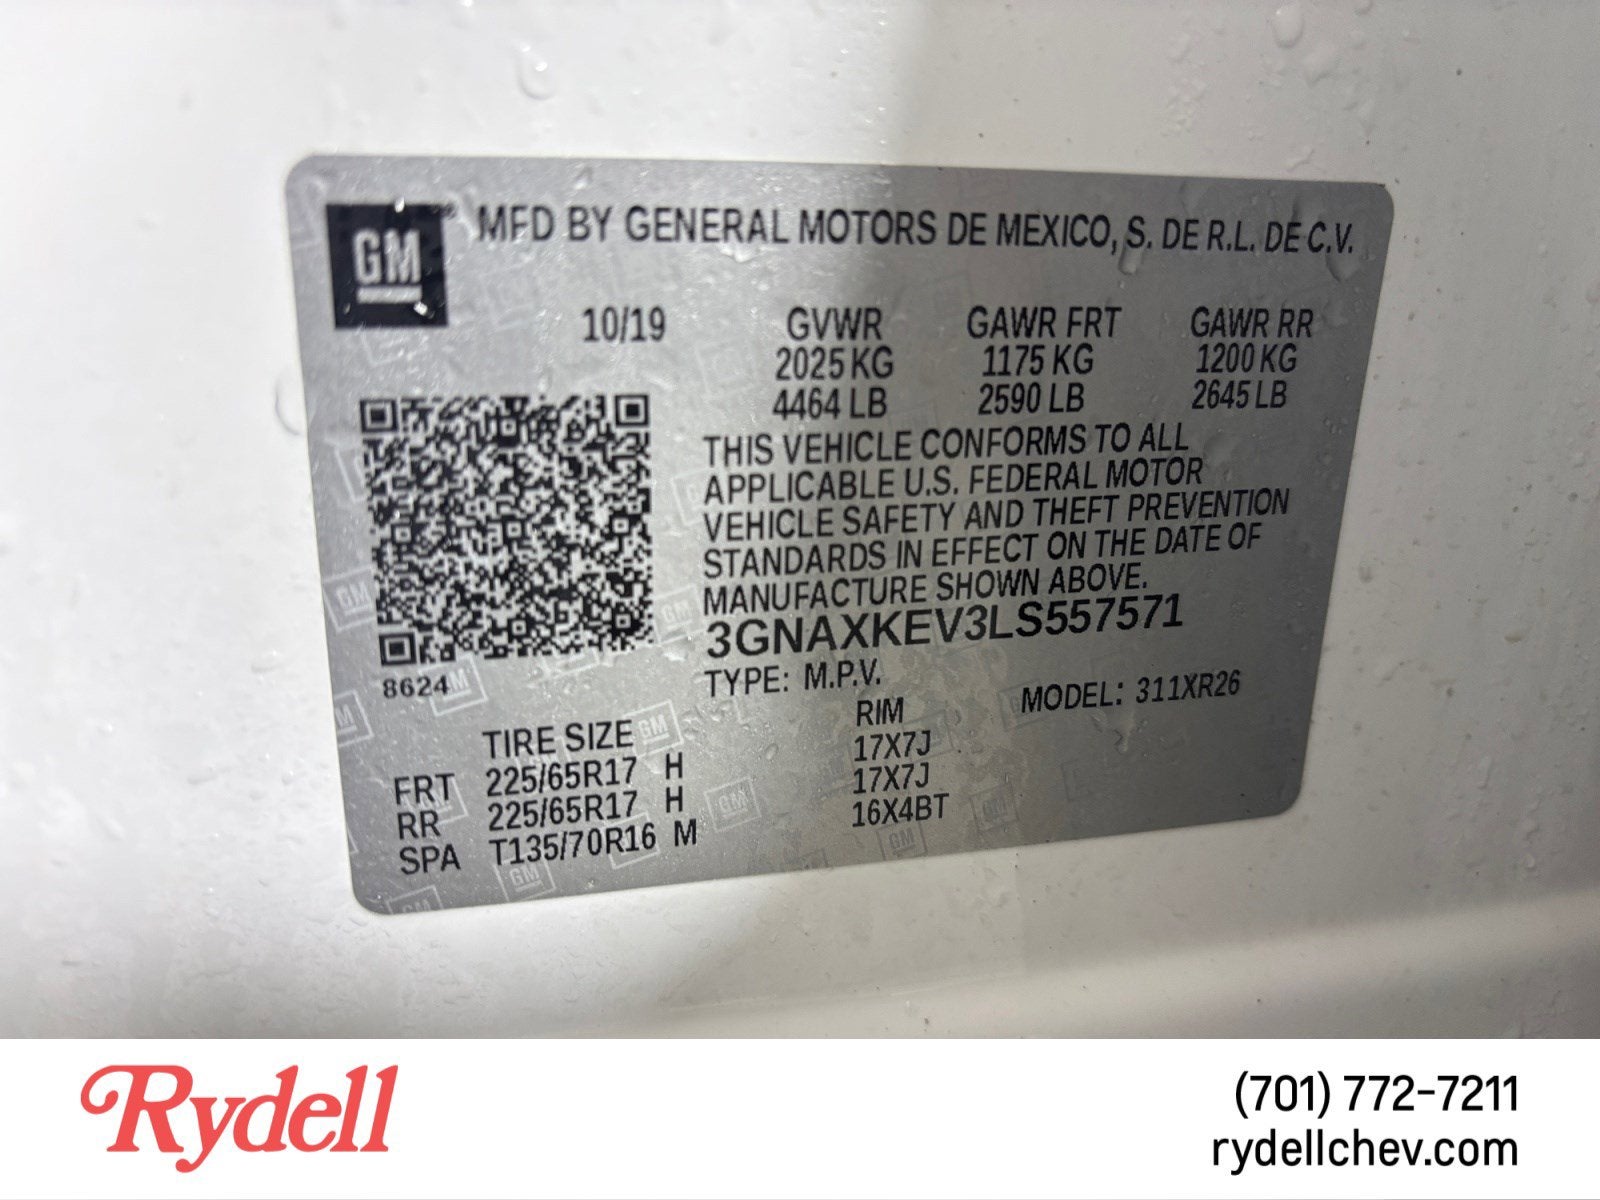 GM MFD BY GENERAL MOTORS DE MEXICO, S. DE R.L. DE C.V.
10/19 GVWR GAWR FRT GAWR RR
2025 KG 1175 KG 1200 KG
4464 LB 2590 LB 2645 LB
THIS VEHICLE CONFORMS TO ALL
APPLICABLE U.S. FEDERAL MOTOR
VEHICLE SAFETY AND THEFT PREVENTION
STANDARDS IN EFFECT ON THE DATE OF
MANUFACTURE SHOWN ABOVE.
3GNAXKEV3LS557571
8624 TYPE: M.P.V. MODEL: 311XR26
TIRE SIZE RIM
FRT 225/65R17 H 17X7J
RR 225/65R17 H 17X7J
SPA T135/70R16 M 16X4BT
Rydell
(701) 772-7211
rydellchev.com